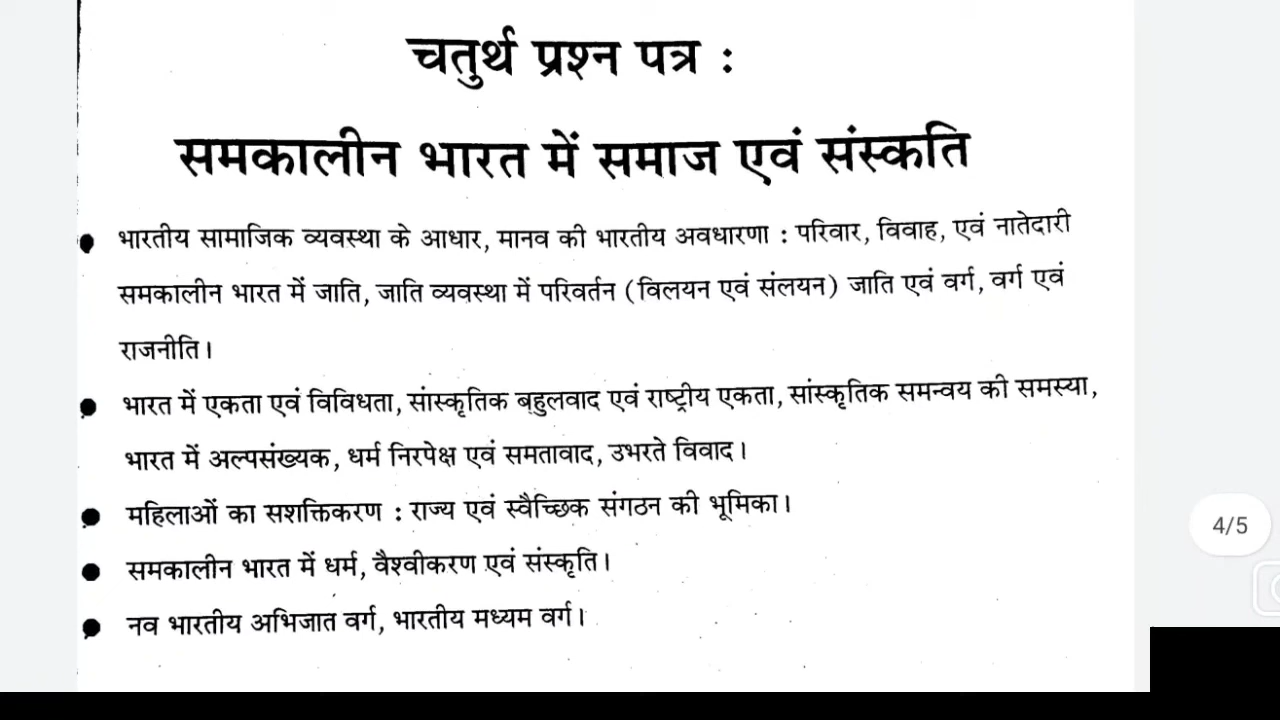 चतुर्थ प्रश्न पत्र :
समकालीन भारत में समाज एवं संस्कति
● भारतीय सामाजिक व्यवस्था के आधार, मानव की भारतीय अवधारणा : परिवार, विवाह, एवं नातेदारी
समकालीन भारत में जाति, जाति व्यवस्था में परिवर्तन (विलयन एवं संलयन) जाति एवं वर्ग, वर्ग एवं
राजनीति।
● भारत में एकता एवं विविधता, सांस्कृतिक बहुलवाद एवं राष्ट्रीय एकता, सांस्कृतिक समन्वय की समस्या,
भारत में अल्पसंख्यक, धर्म निरपेक्ष एवं समतावाद, उभरते विवाद।
● महिलाओं का सशक्तिकरण : राज्य एवं स्वैच्छिक संगठन की भूमिका।
● समकालीन भारत में धर्म, वैश्वीकरण एवं संस्कृति।
● नव भारतीय अभिजात वर्ग, भारतीय मध्यम वर्ग।
4/5